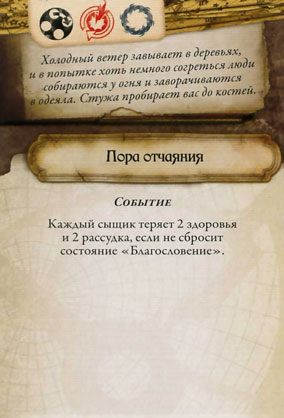 Холодный ветер завывает в деревьях,
и в попытке хоть немного согреться люди
собираются у огня и заворачиваются
в одеяла. Стужа пробирает вас до костей.
Пора отчаяния
Событие
Каждый сыщик теряет 2 здоровья
и 2 рассудка, если не сбросит
состояние «Благословение».